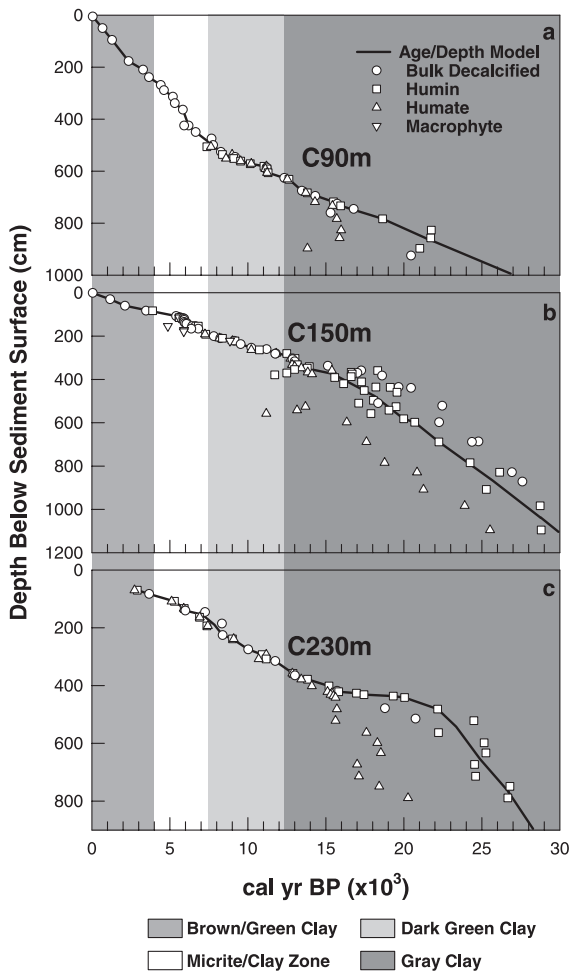 0
200
400
600
800
1000
a
Age/Depth Model
Bulk Decalcified
Humin
Humate
Macrophyte
C90m
0
200
400
600
800
1000
1200
b
C150m
0
200
400
600
800
c
C230m
0 5 10 15 20 25 30
Depth Below Sediment Surface (cm)
cal yr BP (x10³)
Brown/Green Clay Dark Green Clay
Micrite/Clay Zone Gray Clay